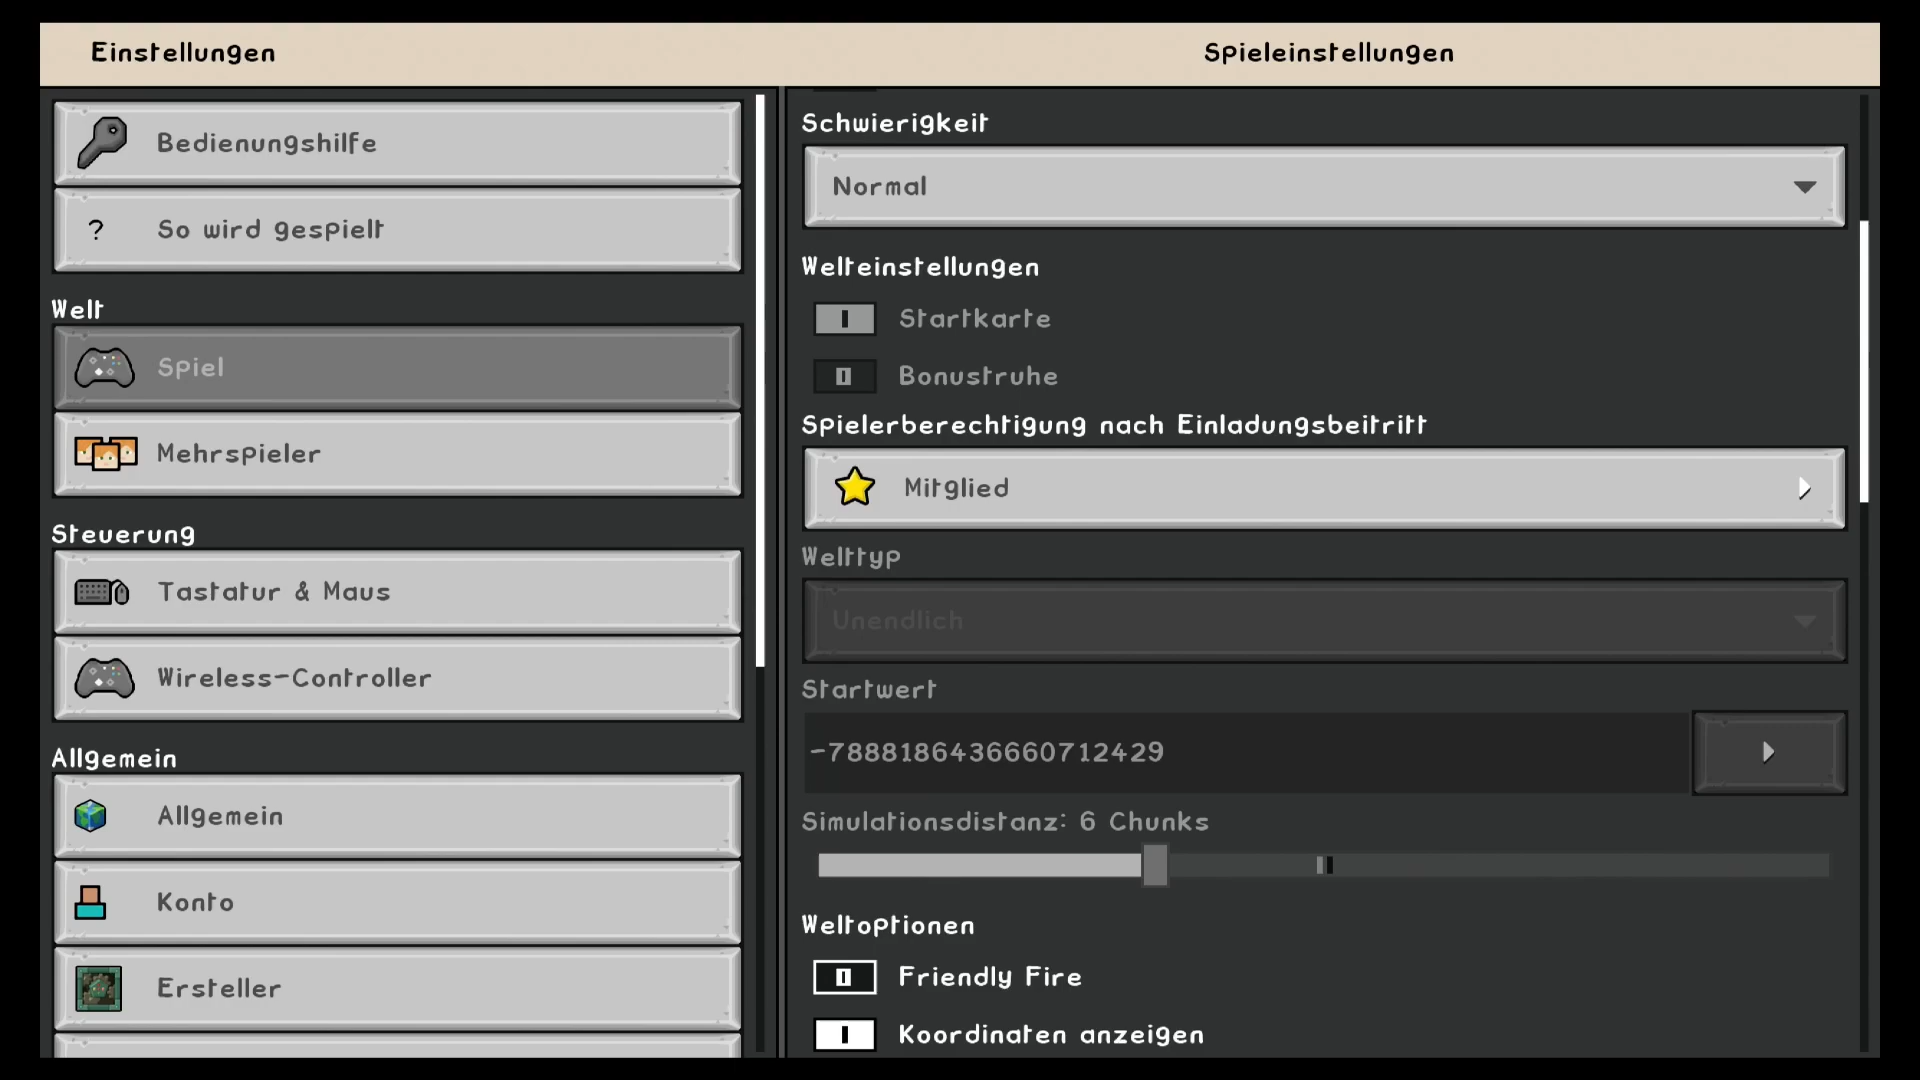 Einstellungen
Spieleinstellungen
Bedienungshilfe
So wird gespielt
Welt
Spiel
Mehrspieler
Steuerung
Tastatur & Maus
Wireless-Controller
Allgemein
Allgemein
Konto
Ersteller
Schwierigkeit
Normal
Welteinstellungen
Startkarte
Bonustruhe
Spielerberechtigung nach Einladungsbeitritt
Mitglied
Welttyp
Unendlich
Startwert
-7888186436660712429
Simulationsdistanz: 6 Chunks
Weltoptionen
Friendly Fire
Koordinaten anzeigen